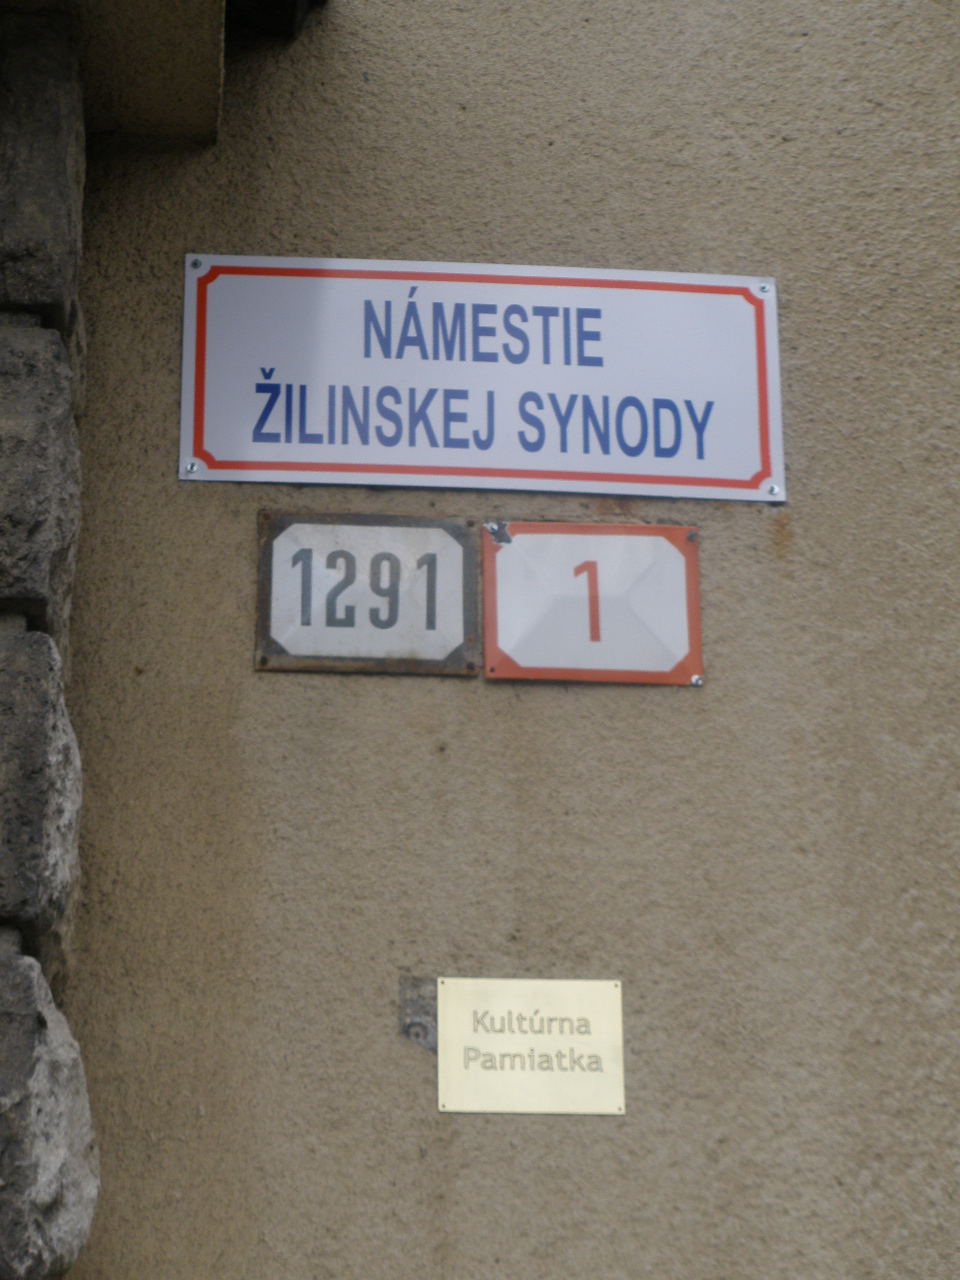 NÁMESTIE
ŽILINSKEJ SYNODY
1291
1
Kultúrna
Pamiatka